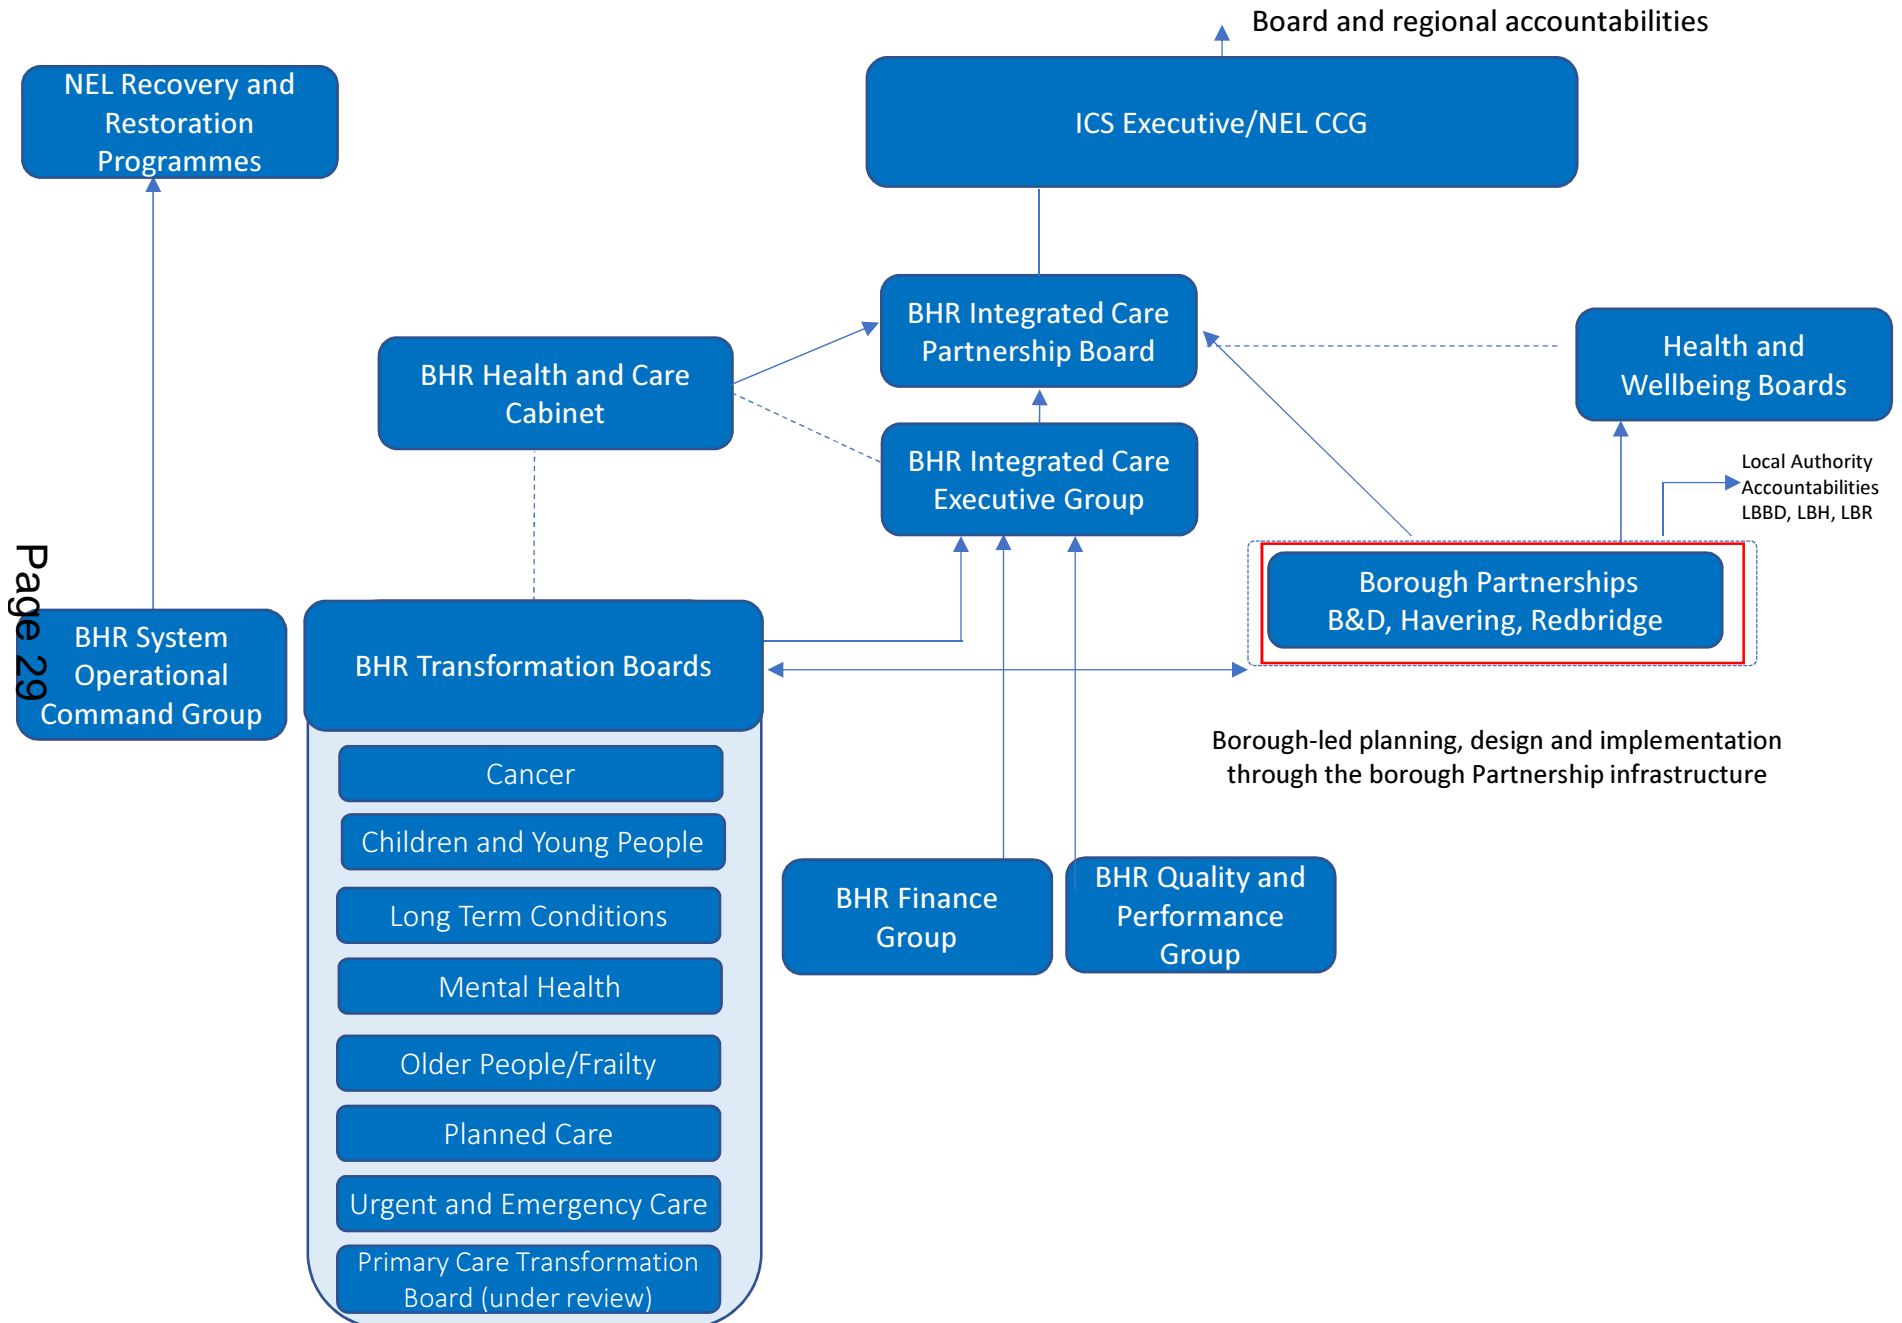 Board and regional accountabilities
NEL Recovery and
Restoration
Programmes
ICS Executive/NEL CCG
BHR Integrated Care
Partnership Board
Health and
Wellbeing Boards
BHR Health and Care
Cabinet
BHR Integrated Care
Executive Group
Local Authority
Accountabilities
LBBD, LBH, LBR
Borough Partnerships
B&D, Havering, Redbridge
Page 29
BHR System
Operational
Command Group
BHR Transformation Boards
Borough-led planning, design and implementation
through the borough Partnership infrastructure
Cancer
Children and Young People
Long Term Conditions
Mental Health
Older People/Frailty
Planned Care
Urgent and Emergency Care
Primary Care Transformation
Board (under review)
BHR Finance
Group
BHR Quality and
Performance
Group